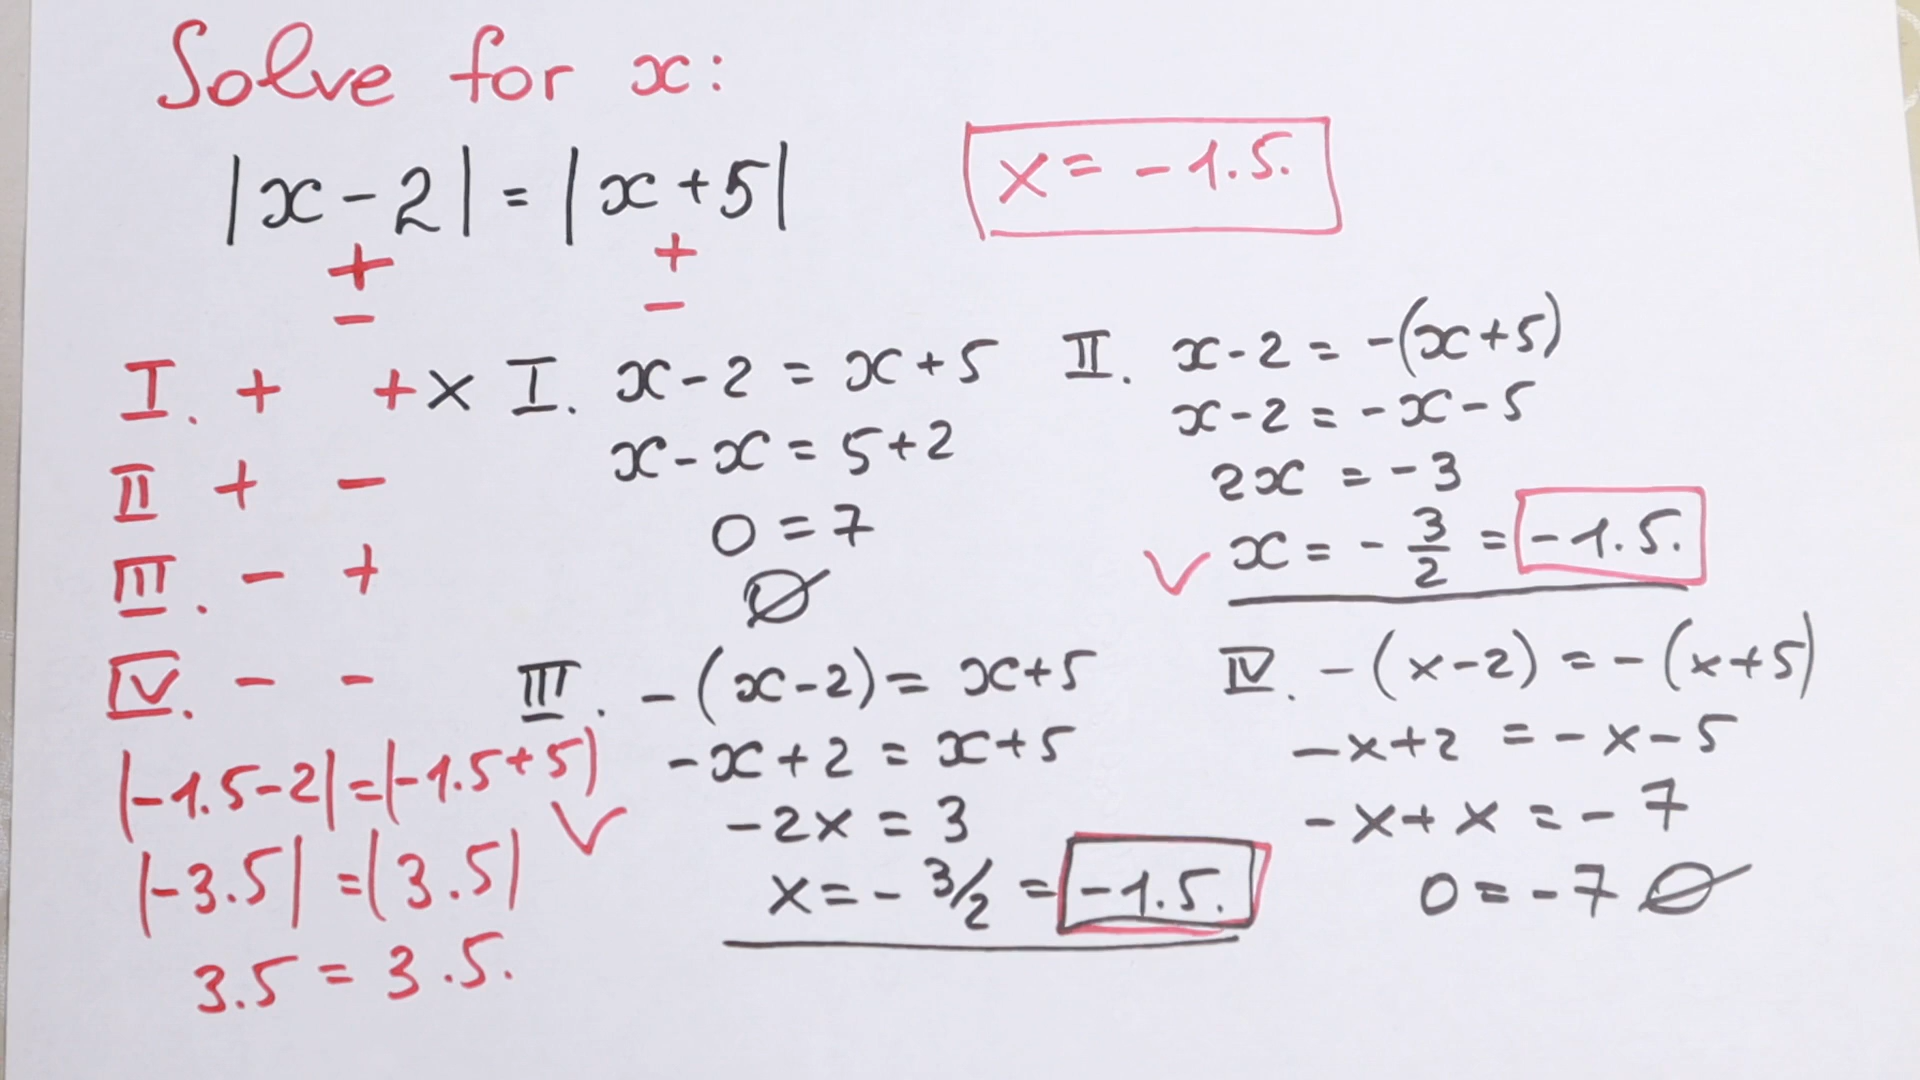 Solve for x:
|x-2| = |x+5|
+ +
- -
x = -1.5.
I. + + x
II + -
III. - +
IV. - -
I. x-2 = x+5
x-x = 5+2
0 = 7
∅
II. x-2 = -(x+5)
x-2 = -x-5
2x = -3
✓ x = -3/2 = -1.5.
III. -(x-2) = x+5
-x+2 = x+5
-2x = 3
x = -3/2 = -1.5.
IV. -(x-2) = -(x+5)
-x+2 = -x-5
-x+x = -7
0 = -7 ∅
|-1.5-2| = |-1.5+5|
|-3.5| = |3.5| ✓
3.5 = 3.5.